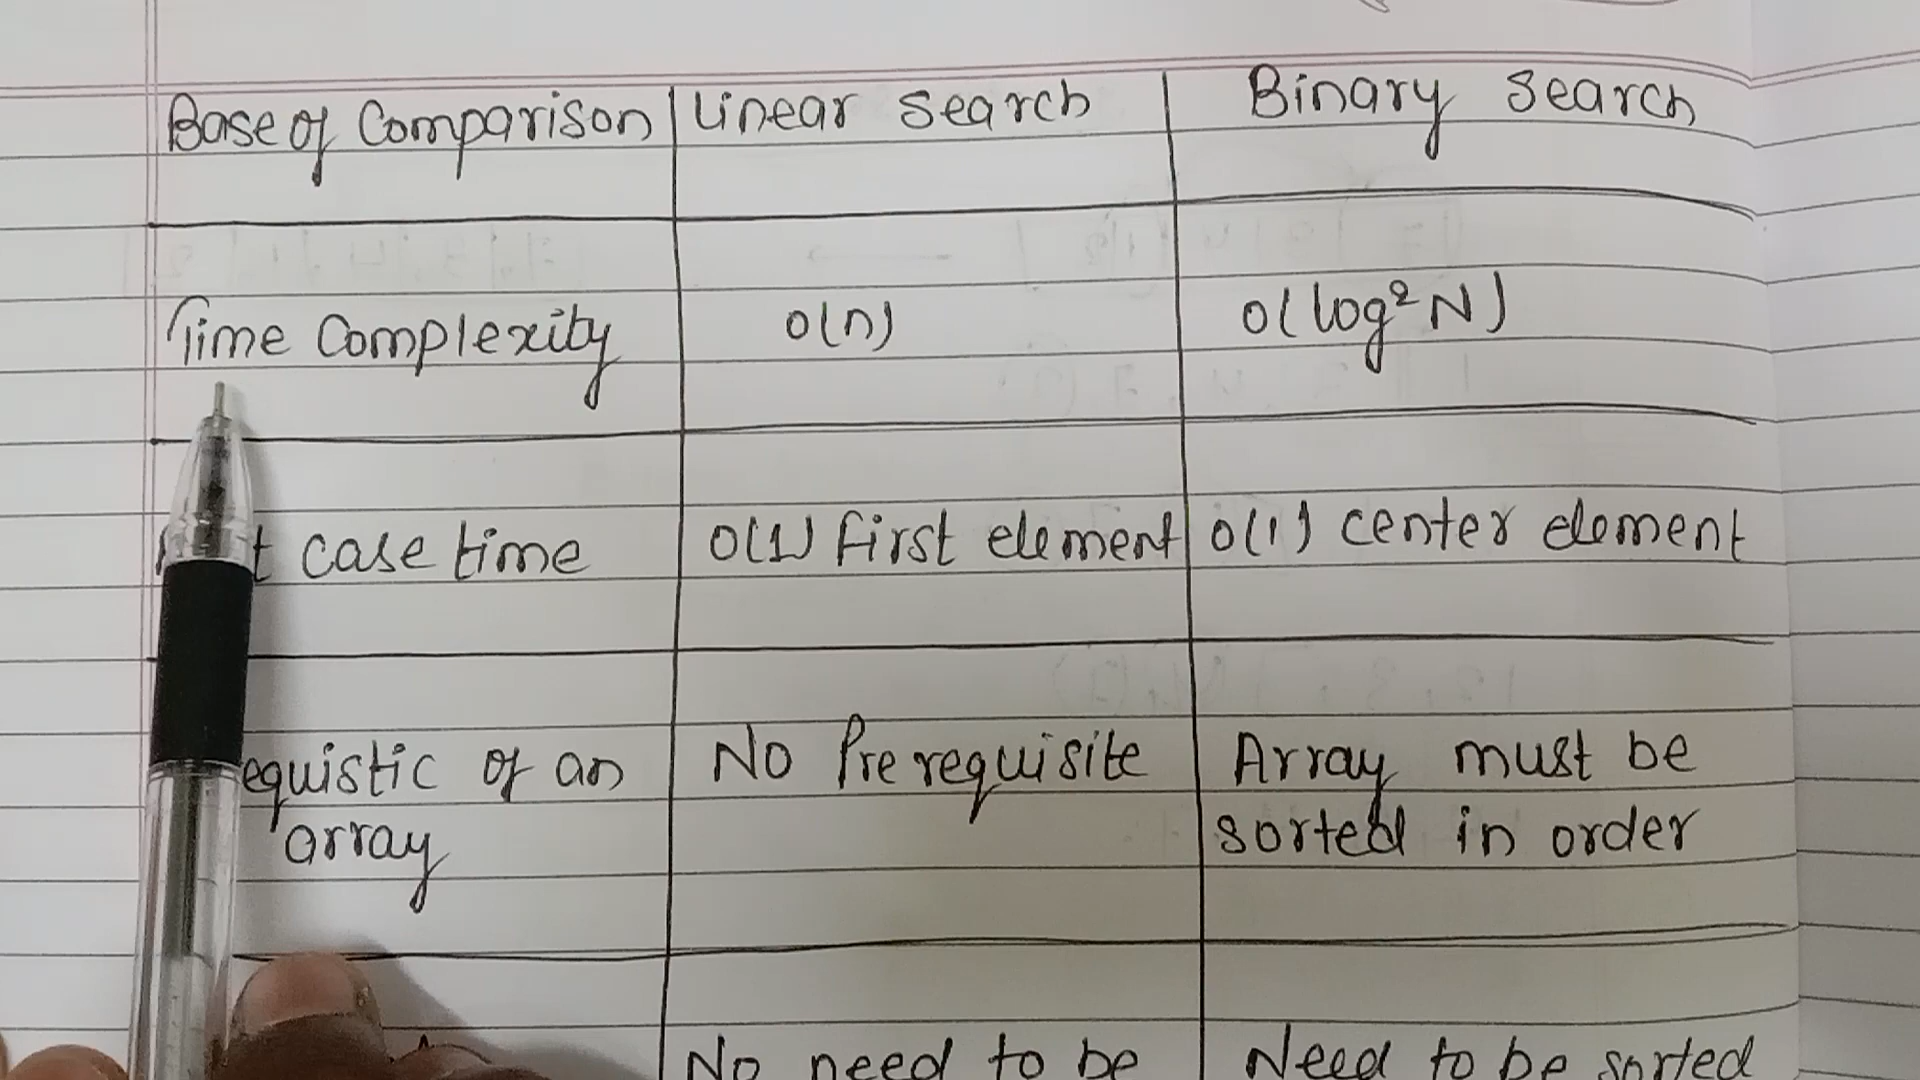 Base of Comparison Linear Search Binary Search
Time Complexity O(n) O(log² N)
case time O(1) first element O(1) center element
equistic of an No Prerequisite Array must be
array sorted in order
No need to be Need to be sorted